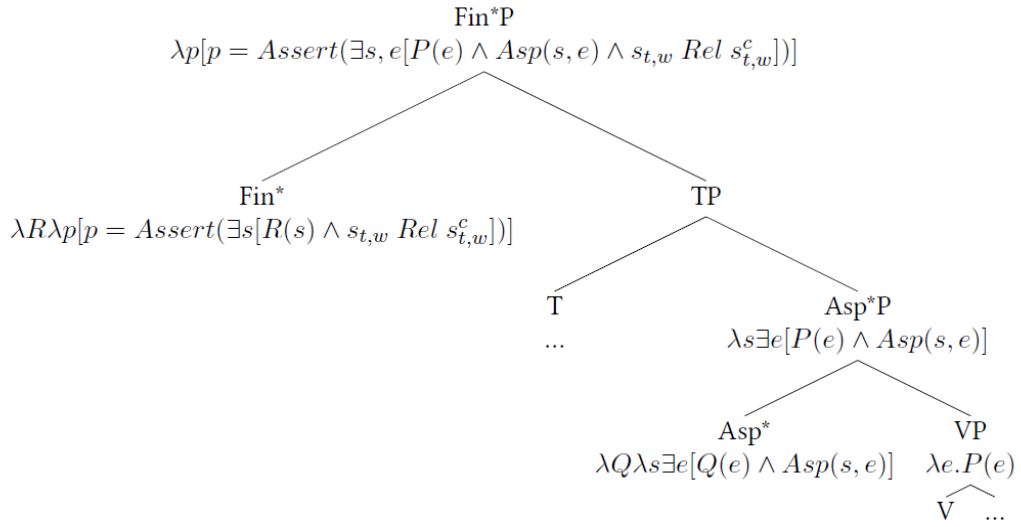 Fin*P
λp[p = Assert(∃s, e[P(e) ∧ Asp(s, e) ∧ s_{t,w} Rel s^c_{t,w}])]
Fin* TP
λRλp[p = Assert(∃s[R(s) ∧ s_{t,w} Rel s^c_{t,w}])]
T Asp*P
... λs∃e[P(e) ∧ Asp(s, e)]
Asp* VP
λQλs∃e[Q(e) ∧ Asp(s, e)] λe.P(e)
V ...